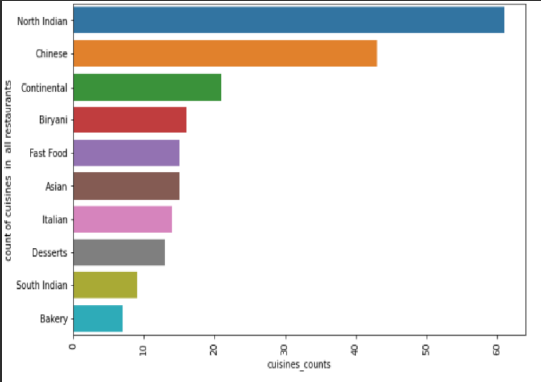 North Indian
Chinese
Continental
Biryani
Fast Food
Asian
Italian
Desserts
South Indian
Bakery
count of cuisines in all restaurants
0
10
20
30
40
50
60
cuisines_counts